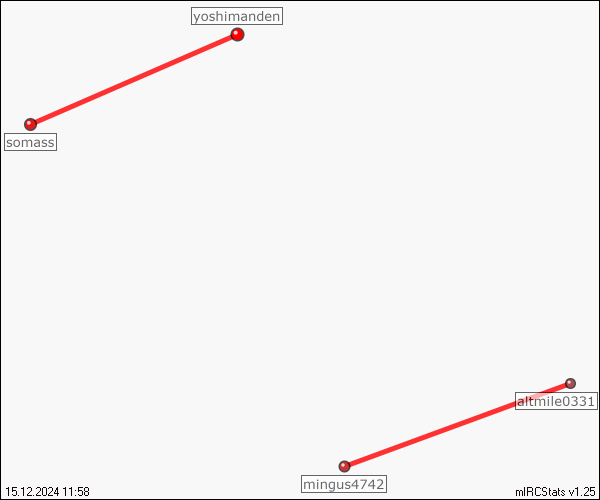 yoshimanden
somass
altmile0331
mingus4742
15.12.2024 11:58
mIRCStats v1.25